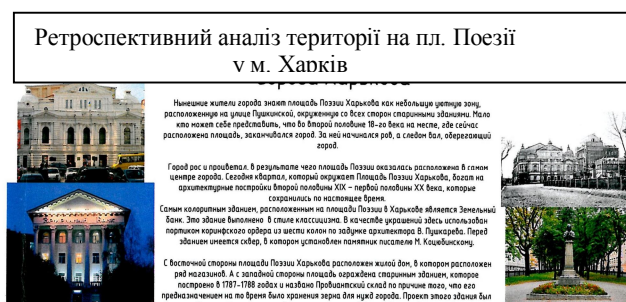 Ретроспективний аналіз території на пл. Поезії
у м. Харків
Нынешние жители города знают площадь Поэзии Харькова как небольшую уютную зону,
расположенную на улице Пушкинской, окруженную со всех сторон старинными зданиями. Мало
кто может себе представить, что во второй половине 18-го века на месте, где сейчас
расположена площадь, заканчивался город. За ней начинался ров, а следом вал, оберегающий
город.
Город рос и процветал, в результате чего площадь Поэзии оказалась расположена в самом
центре города. Сегодня квартал, который окружает Площадь Поэзии Харькова, богат на
архитектурные постройки второй половины XIX – первой половины XX века, которые
сохранились по настоящее время.
Самым колоритным зданием, расположенным на площади Поэзии в Харькове является Земельный
банк. Это здание выполнено в стиле классицизма. В качестве украшений здесь использован
портиком коринфского ордера из шести колон по задумке архитектора В. Пушкарева. Перед
зданием имеется сквер, в котором установлен памятник писателю М. Коцюбинскому.
С восточной стороны площади Поэзии Харькова расположен жилой дом, в котором расположен
ряд магазинов. А с западной стороны площадь ограждена старинным зданием, которое
построено в 1787-1788 годах и названо Провиантский склад по причине того, что его
предназначением на то время было хранения зерна для нужд города. Проект этого здания был